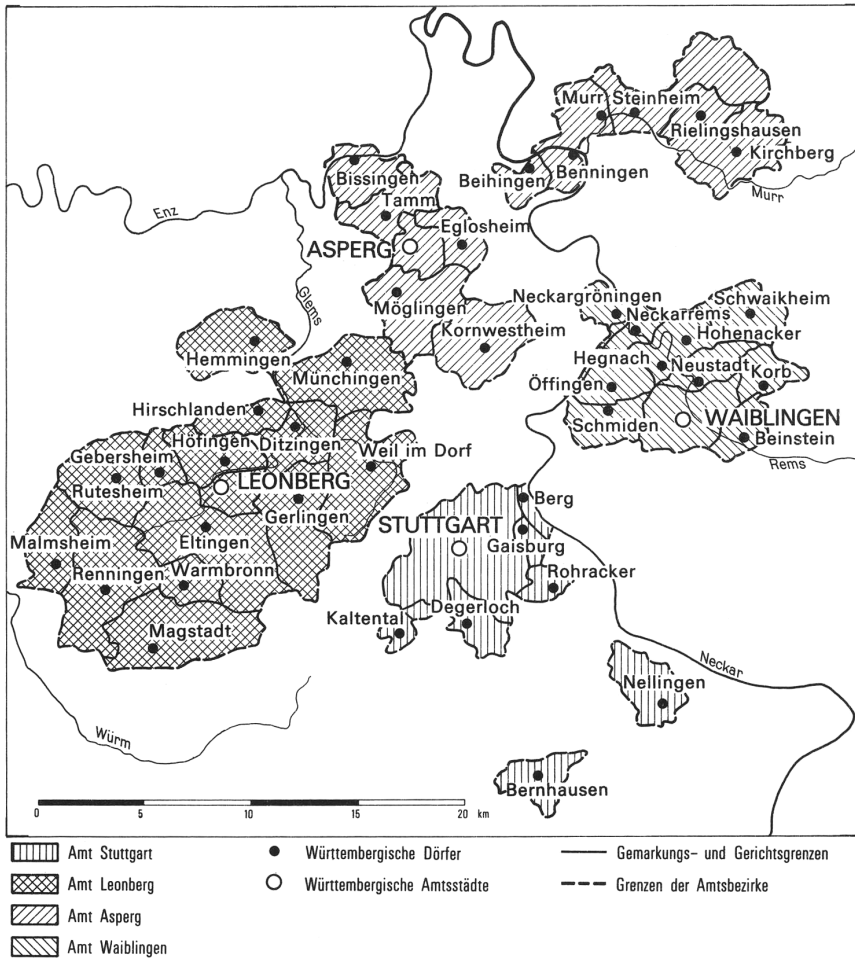 Murr
Steinheim
Rielingshausen
Kirchberg
Bissingen
Beihingen
Benningen
Murr
Enz
Tamm
Eglosheim
ASPERG
Glems
Möglingen
Neckargröningen
Schwaikheim
Neckarrems
Kornwestheim
Hohenacker
Hemmingen
Hegnach
Neustadt
Korb
Münchingen
Öffingen
Hirschlanden
Schmiden
WAIBLINGEN
Höfingen
Ditzingen
Beinstein
Gebersheim
Weil im Dorf
Rems
Rutesheim
LEONBERG
Berg
Gerlingen
STUTTGART
Malmsheim
Eltingen
Gaisburg
Renningen
Warmbronn
Rohracker
Kaltental
Degerloch
Magstadt
Neckar
Nellingen
Würm
Bernhausen
0 5 10 15 20 km
Amt Stuttgart
Württembergische Dörfer
Gemarkungs- und Gerichtsgrenzen
Amt Leonberg
Württembergische Amtsstädte
Grenzen der Amtsbezirke
Amt Asperg
Amt Waiblingen